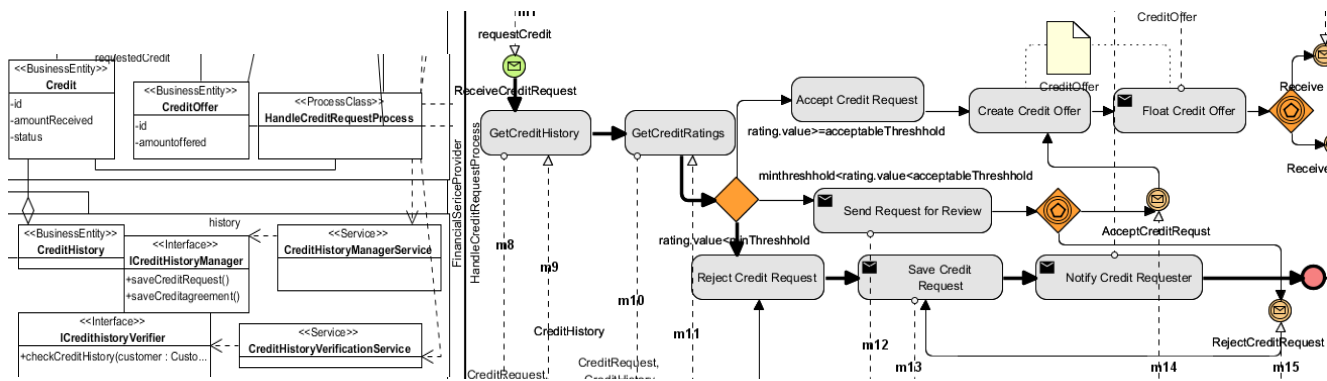 requestedCredit
<<BusinessEntity>>
Credit
-id
-amountReceived
-status
<<BusinessEntity>>
CreditOffer
-id
-amountoffered
<<ProcessClass>>
HandleCreditRequestProcess
history
<<BusinessEntity>>
CreditHistory
<<Interface>>
ICreditHistoryManager
+saveCreditRequest()
+saveCreditagreement()
<<Service>>
CreditHistoryManagerService
<<Interface>>
ICredithistoryVerifier
+checkCreditHistory(customer : Custo...
<<Service>>
CreditHistoryVerificationService
FinancialSericeProvider
HandleCreditRequestProcess
m1
requestCredit
ReceiveCreditRequest
GetCreditHistory
GetCreditRatings
Accept Credit Request
rating.value>=acceptableThreshhold
CreditOffer
Create Credit Offer
CreditOffer
Float Credit Offer
Receive
Receive
minthreshhold<rating.value<acceptableThreshhold
Send Request for Review
AcceptCreditRequst
rating.value<minThreshhold
Reject Credit Request
Save Credit
Request
Notify Credit Requester
RejectCreditRequest
m8
m9
m10
m11
m12
m13
m14
m15
CreditHistory
CreditRequest,
CreditRequest,
CreditHistory